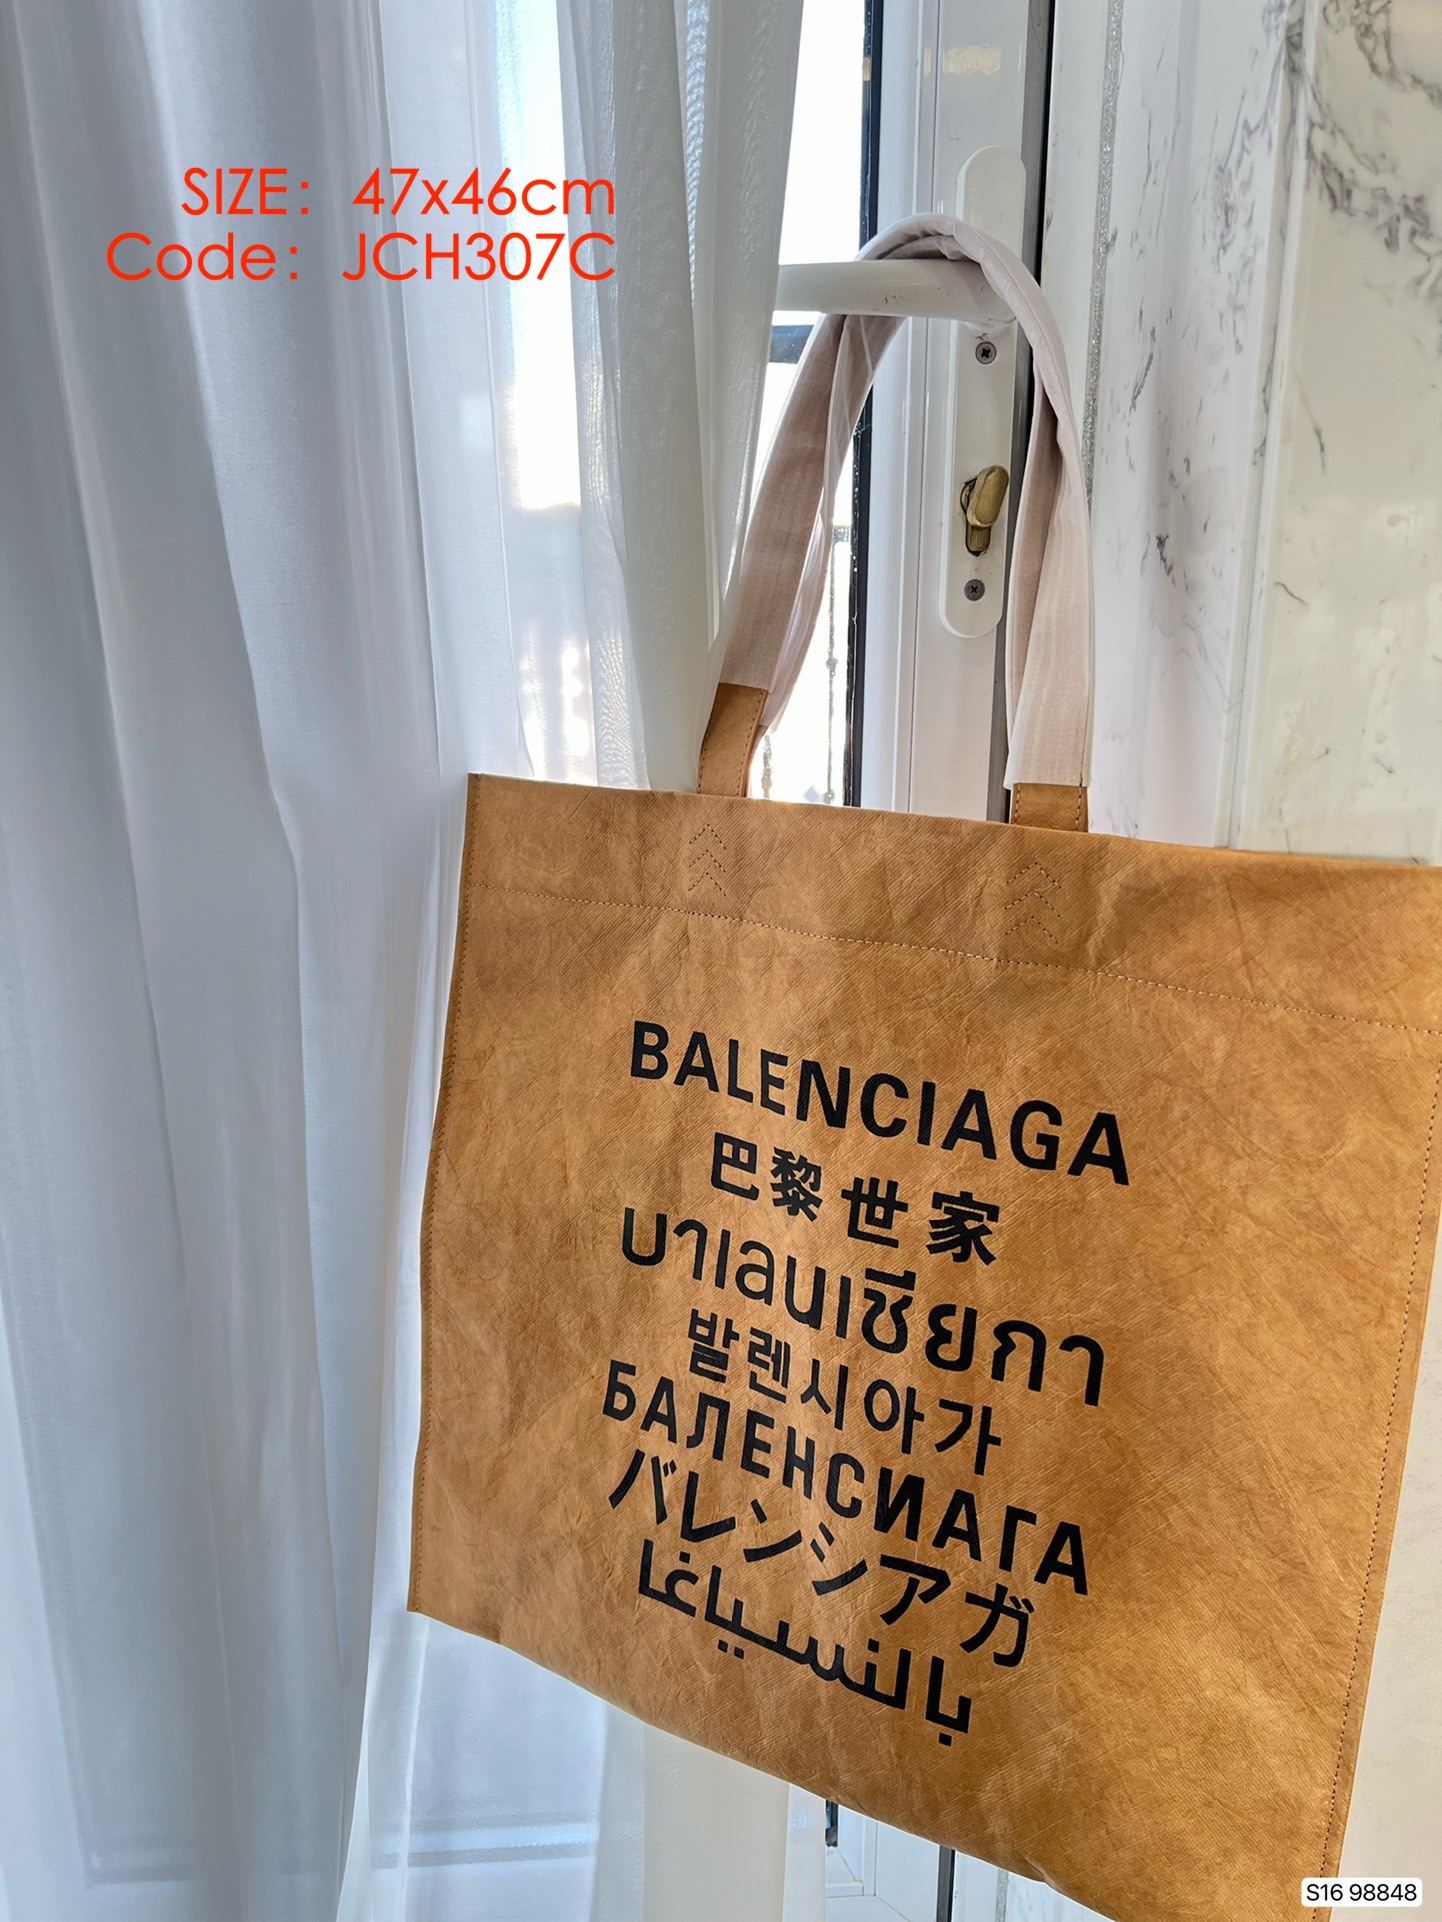 SIZE: 47x46cm
Code: JCH307C
BALENCIAGA
巴黎世家
บาเลนเชียกา
발렌시아가
БАЛЕНСИАГА
バレンシアガ
بالنسياغا
S16 98848